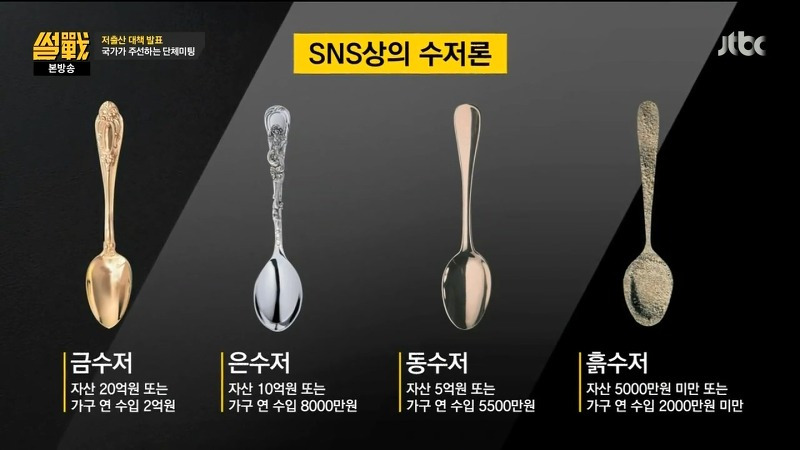 썰戰
본방송
저출산 대책 발표
국가가 주선하는 단체미팅
SNS상의 수저론
jtbc
금수저
자산 20억원 또는
가구 연 수입 2억원
은수저
자산 10억원 또는
가구 연 수입 8000만원
동수저
자산 5억원 또는
가구 연 수입 5500만원
흙수저
자산 5000만원 미만 또는
가구 연 수입 2000만원 미만